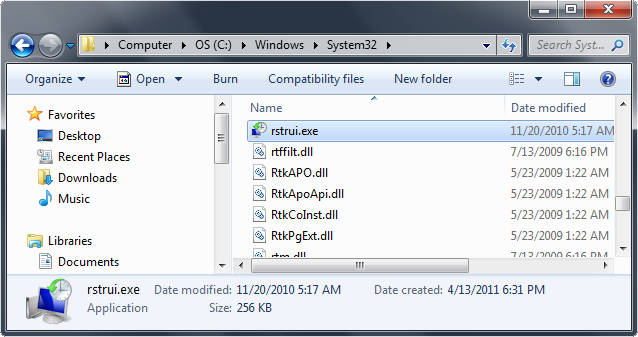 Computer OS (C:) Windows System32 Search Syst...
Organize Open Burn Compatibility files New folder
Favorites
Desktop
Recent Places
Downloads
Music
Libraries
Documents
Name Date modified
rstrui.exe 11/20/2010 5:17 AM
rtffilt.dll 7/13/2009 6:16 PM
RtkAPO.dll 5/23/2009 1:22 AM
RtkApoApi.dll 5/23/2009 1:22 AM
RtkCoInst.dll 5/23/2009 1:22 AM
RtkPgExt.dll 5/23/2009 1:22 AM
rtm.dll
rstrui.exe Date modified: 11/20/2010 5:17 AM Date created: 4/13/2011 6:31 PM
Application Size: 256 KB